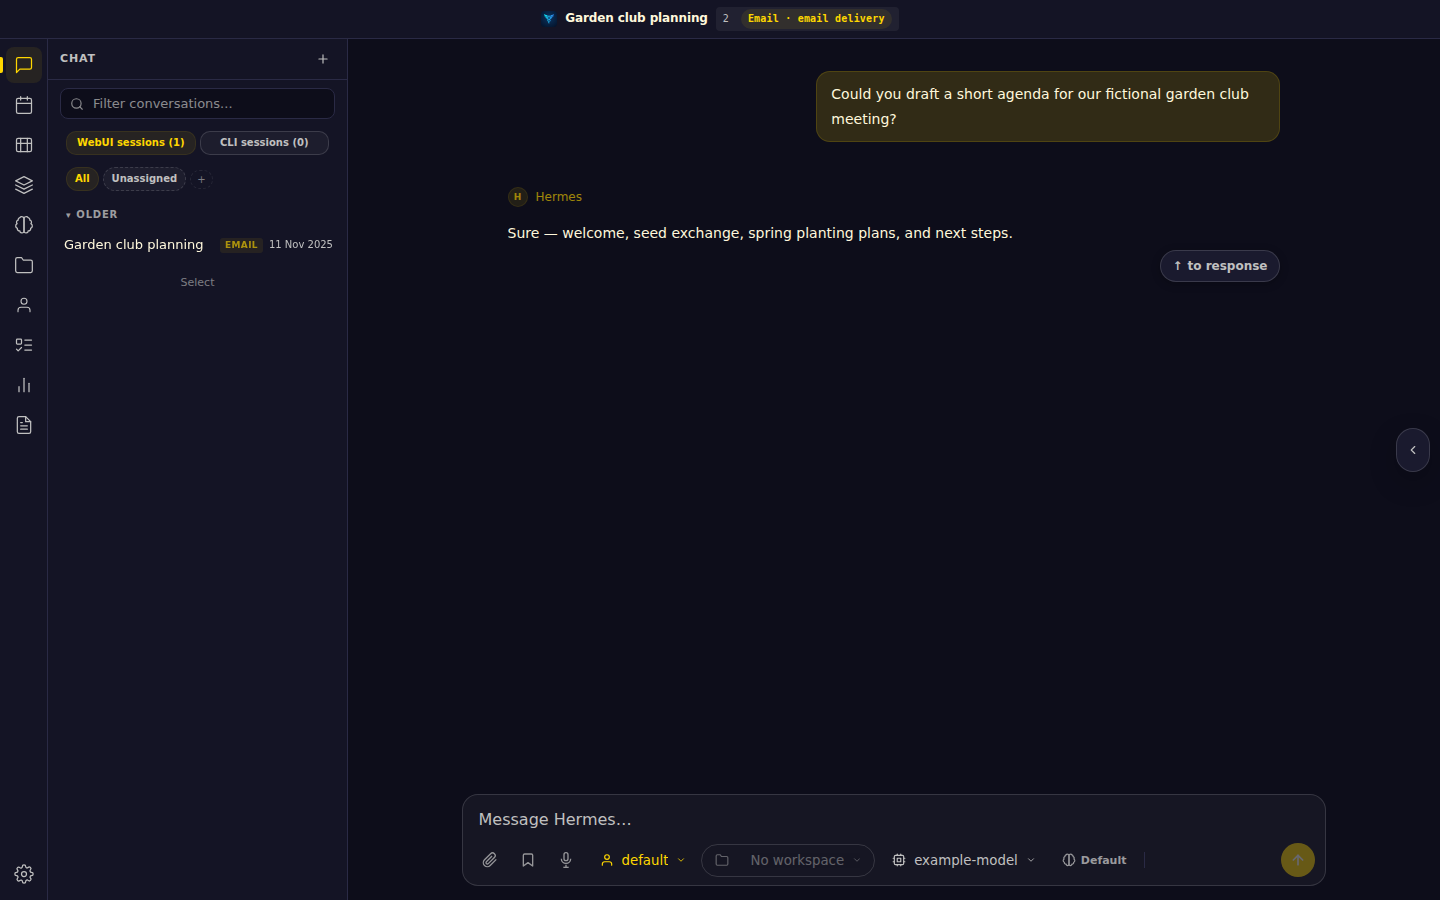 Garden club planning 2 Email · email delivery
CHAT
Filter conversations...
WebUI sessions (1) CLI sessions (0)
All Unassigned +
▾ OLDER
Garden club planning EMAIL 11 Nov 2025
Select
Could you draft a short agenda for our fictional garden club
meeting?
H Hermes
Sure — welcome, seed exchange, spring planting plans, and next steps.
↑ to response
Message Hermes...
default No workspace example-model Default